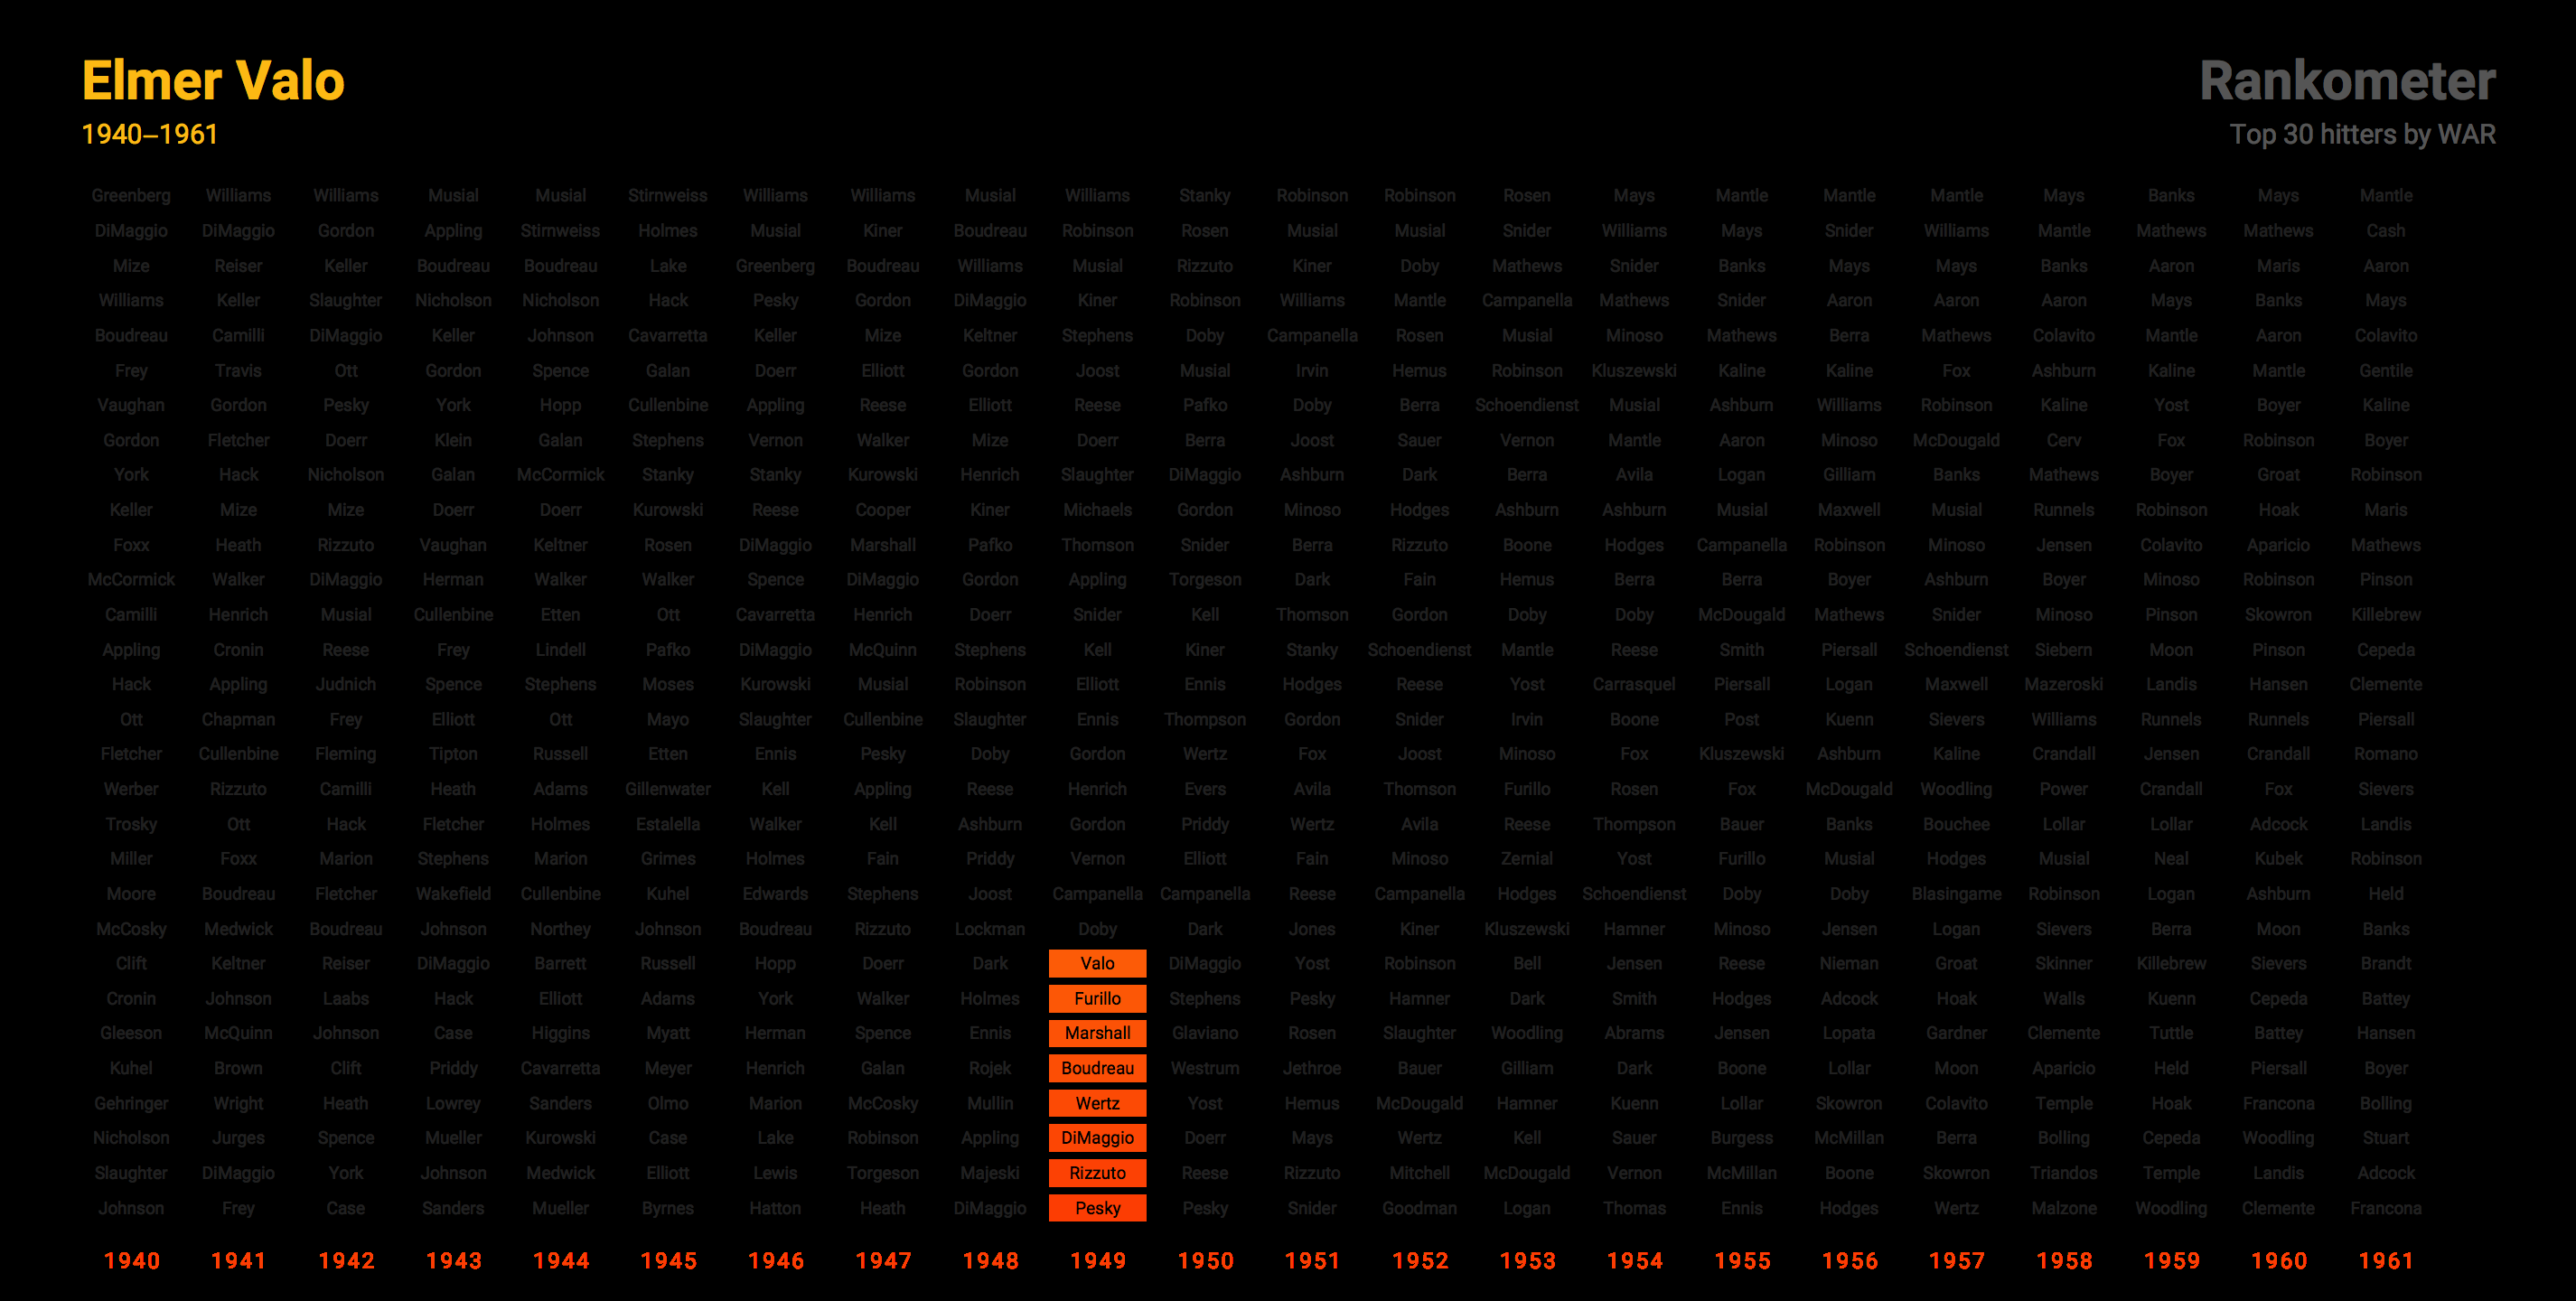 Elmer Valo
1940–1961
Rankometer
Top 30 hitters by WAR
Greenberg Williams Williams Musial Musial Stirnweiss Williams Williams Musial Williams Stanky Robinson Robinson Rosen Mays Mantle Mantle Mantle Mays Banks Mays Mantle
DiMaggio DiMaggio Gordon Appling Stirnweiss Holmes Musial Kiner Boudreau Robinson Rosen Musial Musial Snider Williams Mays Snider Williams Mantle Mathews Mathews Cash
Mize Reiser Keller Boudreau Boudreau Lake Greenberg Boudreau Williams Musial Rizzuto Kiner Doby Mathews Snider Banks Mays Mays Banks Aaron Maris Aaron
Williams Keller Slaughter Nicholson Nicholson Hack Pesky Gordon DiMaggio Kiner Robinson Williams Mantle Campanella Mathews Snider Aaron Aaron Aaron Mays Banks Mays
Boudreau Camilli DiMaggio Keller Johnson Cavarretta Keller Mize Keltner Stephens Doby Campanella Rosen Musial Minoso Mathews Berra Mathews Colavito Mantle Aaron Colavito
Frey Travis Ott Gordon Spence Galan Doerr Elliott Gordon Joost Musial Irvin Hemus Robinson Kluszewski Kaline Kaline Fox Ashburn Kaline Mantle Gentile
Vaughan Gordon Pesky York Hopp Cullenbine Appling Reese Elliott Reese Pafko Doby Berra Schoendienst Musial Ashburn Williams Robinson Kaline Yost Boyer Kaline
Gordon Fletcher Doerr Klein Galan Stephens Vernon Walker Mize Doerr Berra Joost Sauer Vernon Mantle Aaron Minoso McDougald Cerv Fox Robinson Boyer
York Hack Nicholson Galan McCormick Stanky Stanky Kurowski Henrich Slaughter DiMaggio Ashburn Dark Berra Avila Logan Gilliam Banks Mathews Boyer Groat Robinson
Keller Mize Mize Doerr Doerr Kurowski Reese Cooper Kiner Michaels Gordon Minoso Hodges Ashburn Ashburn Musial Maxwell Musial Runnels Robinson Hoak Maris
Foxx Heath Rizzuto Vaughan Keltner Rosen DiMaggio Marshall Pafko Thomson Snider Berra Rizzuto Boone Hodges Campanella Robinson Minoso Jensen Colavito Aparicio Mathews
McCormick Walker DiMaggio Herman Walker Walker Spence DiMaggio Gordon Appling Torgeson Dark Fain Hemus Berra Berra Boyer Ashburn Boyer Minoso Robinson Pinson
Camilli Henrich Musial Cullenbine Etten Ott Cavarretta Henrich Doerr Snider Kell Thomson Gordon Doby Doby McDougald Mathews Snider Minoso Pinson Skowron Killebrew
Appling Cronin Reese Frey Lindell Pafko DiMaggio McQuinn Stephens Kell Kiner Stanky Schoendienst Mantle Reese Smith Piersall Schoendienst Siebern Moon Pinson Cepeda
Hack Appling Judnich Spence Stephens Moses Kurowski Musial Robinson Elliott Ennis Hodges Reese Yost Carrasquel Piersall Logan Maxwell Mazeroski Landis Hansen Clemente
Ott Chapman Frey Elliott Ott Mayo Slaughter Cullenbine Slaughter Ennis Thompson Gordon Snider Irvin Boone Post Kuenn Sievers Williams Runnels Runnels Piersall
Fletcher Cullenbine Fleming Tipton Russell Etten Ennis Pesky Doby Gordon Wertz Fox Joost Minoso Fox Kluszewski Ashburn Kaline Crandall Jensen Crandall Romano
Werber Rizzuto Camilli Heath Adams Gillenwater Kell Appling Reese Henrich Evers Avila Thomson Furillo Rosen Fox McDougald Woodling Power Crandall Fox Sievers
Trosky Ott Hack Fletcher Holmes Estalella Walker Kell Ashburn Gordon Priddy Wertz Avila Reese Thompson Bauer Banks Bouchee Lollar Lollar Adcock Landis
Miller Foxx Marion Stephens Marion Grimes Holmes Fain Priddy Vernon Elliott Fain Minoso Zernial Yost Furillo Musial Hodges Musial Neal Kubek Robinson
Moore Boudreau Fletcher Wakefield Cullenbine Kuhel Edwards Stephens Joost Campanella Campanella Reese Campanella Hodges Schoendienst Doby Doby Blasingame Robinson Logan Ashburn Held
McCosky Medwick Boudreau Johnson Northey Johnson Boudreau Rizzuto Lockman Doby Dark Jones Kiner Kluszewski Hamner Minoso Jensen Logan Sievers Berra Moon Banks
Clift Keltner Reiser DiMaggio Barrett Russell Hopp Doerr Dark Valo DiMaggio Yost Robinson Bell Jensen Reese Nieman Groat Skinner Killebrew Sievers Brandt
Cronin Johnson Laabs Hack Elliott Adams York Walker Holmes Furillo Stephens Pesky Hamner Dark Smith Hodges Adcock Hoak Walls Kuenn Cepeda Battey
Gleeson McQuinn Johnson Case Higgins Myatt Herman Spence Ennis Marshall Glaviano Rosen Slaughter Woodling Abrams Jensen Lopata Gardner Clemente Tuttle Battey Hansen
Kuhel Brown Clift Priddy Cavarretta Meyer Henrich Galan Rojek Boudreau Westrum Jethroe Bauer Gilliam Dark Boone Lollar Moon Aparicio Held Piersall Boyer
Gehringer Wright Heath Lowrey Sanders Olmo Marion McCosky Mullin Wertz Yost Hemus McDougald Hamner Kuenn Lollar Skowron Colavito Temple Hoak Francona Bolling
Nicholson Jurges Spence Mueller Kurowski Case Lake Robinson Appling DiMaggio Doerr Mays Wertz Kell Sauer Burgess McMillan Berra Bolling Cepeda Woodling Stuart
Slaughter DiMaggio York Johnson Medwick Elliott Lewis Torgeson Majeski Rizzuto Reese Rizzuto Mitchell McDougald Vernon McMillan Boone Skowron Triandos Temple Landis Adcock
Johnson Frey Case Sanders Mueller Byrnes Hatton Heath DiMaggio Pesky Pesky Snider Goodman Logan Thomas Ennis Hodges Wertz Malzone Woodling Clemente Francona
1940 1941 1942 1943 1944 1945 1946 1947 1948 1949 1950 1951 1952 1953 1954 1955 1956 1957 1958 1959 1960 1961